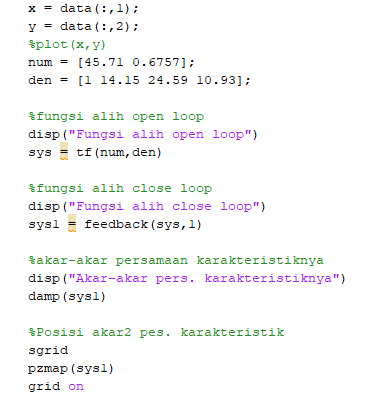 x = data(:,1);
y = data(:,2);
%plot(x,y)
num = [45.71 0.6757];
den = [1 14.15 24.59 10.93];
%fungsi alih open loop
disp("Fungsi alih open loop")
sys = tf(num,den)
%fungsi alih close loop
disp("Fungsi alih close loop")
sys1 = feedback(sys,1)
%akar-akar persamaan karakteristiknya
disp("Akar-akar pers. karakteristiknya")
damp(sys1)
%Posisi akar2 pes. karakteristik
sgrid
pzmap(sys1)
grid on